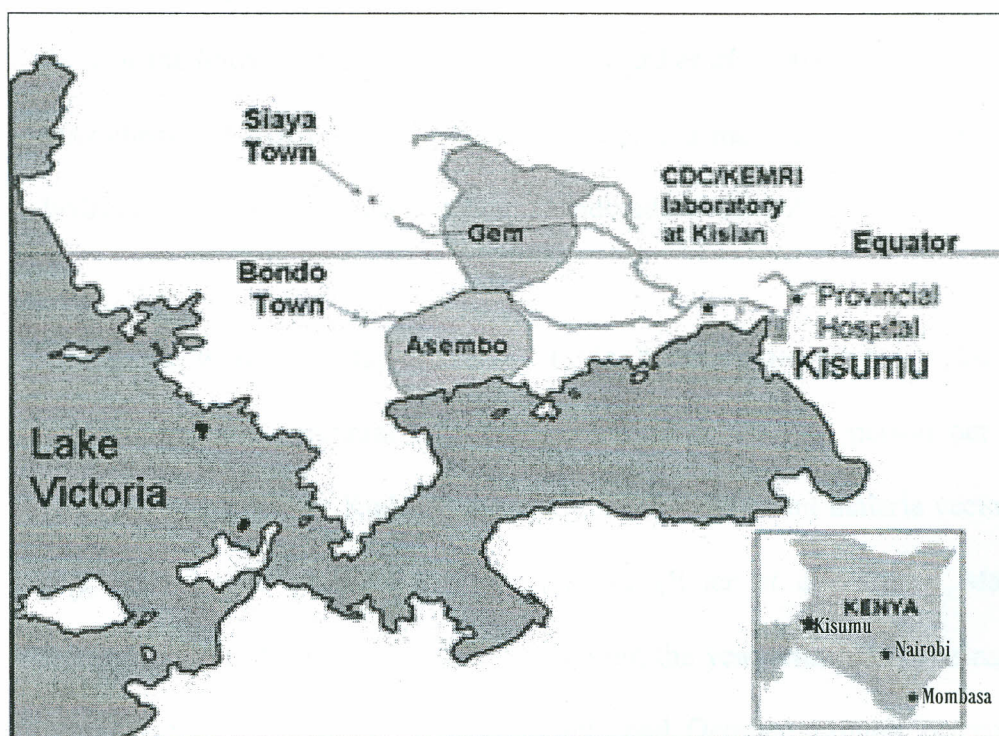 Siaya
Town
CDC/KEMRI
laboratory
at Kisian
Gem
Equator
Bondo
Town
Provincial
Hospital
Asembo
Kisumu
Lake
Victoria
KENYA
Kisumu
Nairobi
Mombasa